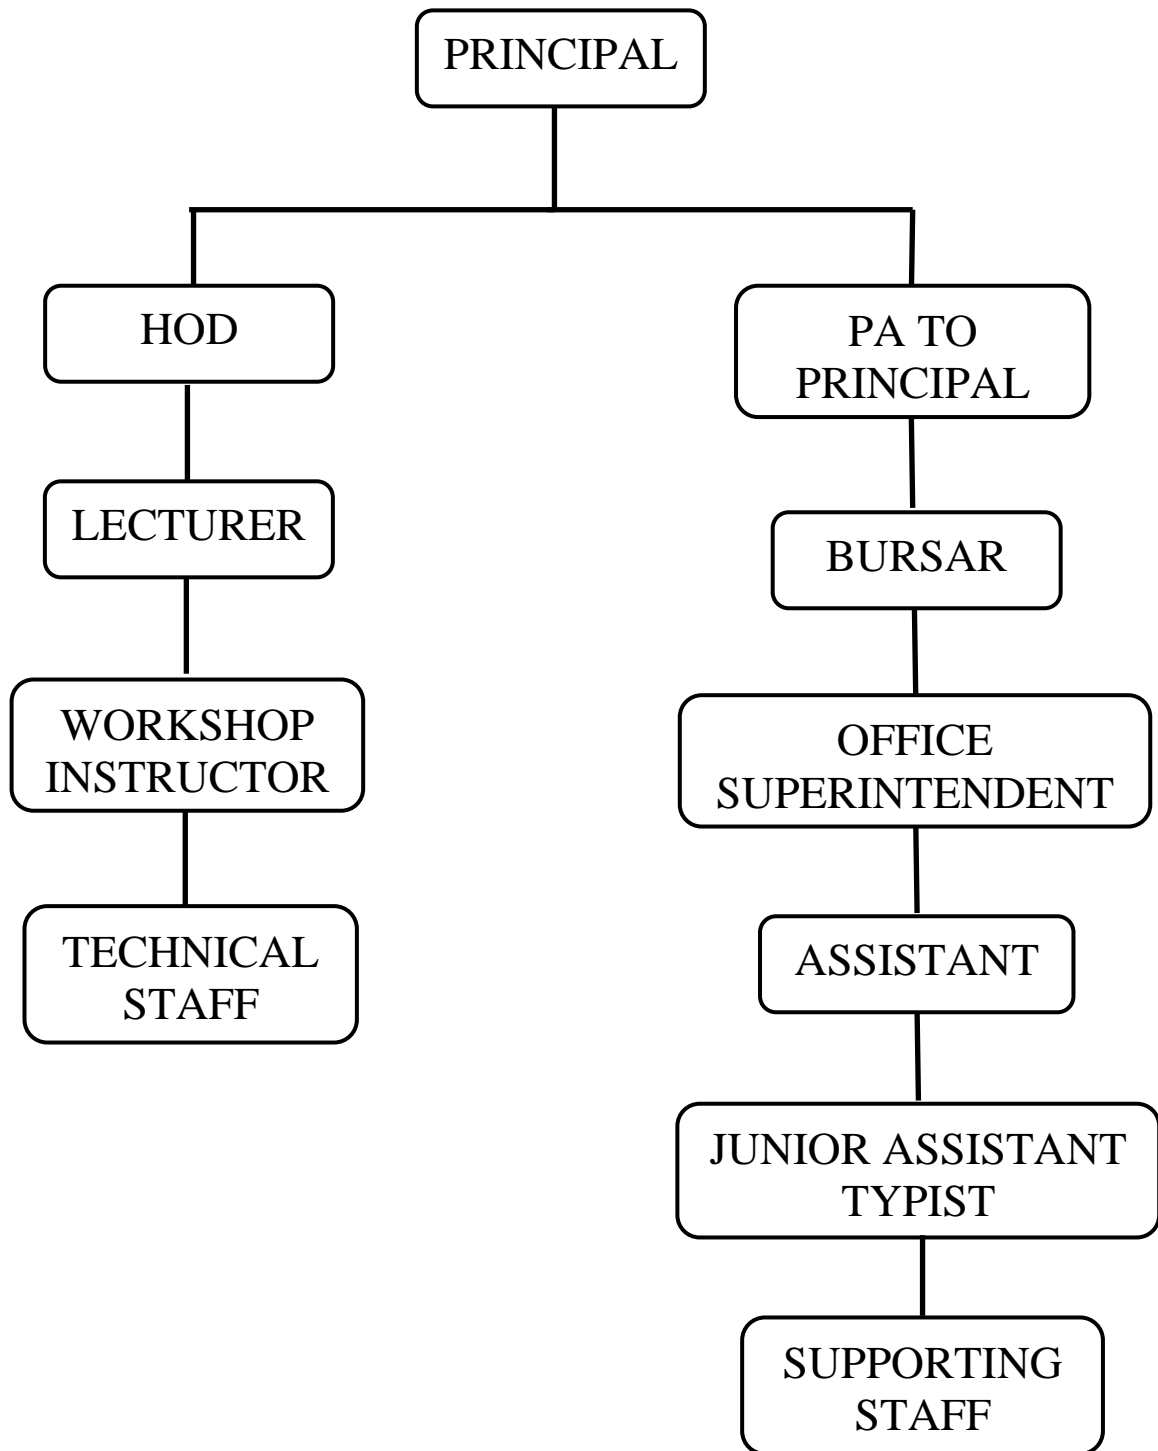 PRINCIPAL
HOD
LECTURER
WORKSHOP
INSTRUCTOR
TECHNICAL
STAFF
PA TO
PRINCIPAL
BURSAR
OFFICE
SUPERINTENDENT
ASSISTANT
JUNIOR ASSISTANT
TYPIST
SUPPORTING
STAFF